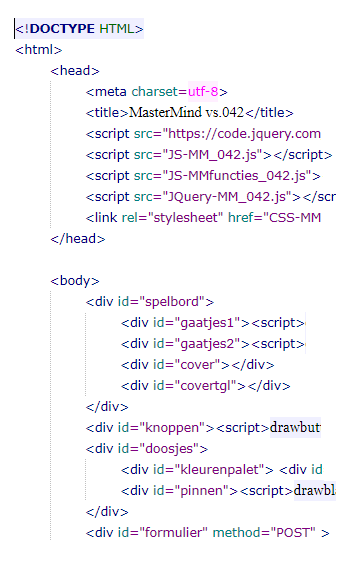 <!DOCTYPE HTML>
<html>
<head>
<meta charset=utf-8>
<title>MasterMind vs.042</title>
<script src="https://code.jquery.com
<script src="JS-MM_042.js"></script>
<script src="JS-MMfuncties_042.js">
<script src="JQuery-MM_042.js"></scr
<link rel="stylesheet" href="CSS-MM
</head>
<body>
<div id="spelbord">
<div id="gaatjes1"><script>
<div id="gaatjes2"><script>
<div id="cover"></div>
<div id="covertgl"></div>
</div>
<div id="knoppen"><script>drawbutt
<div id="doosjes">
<div id="kleurenpalet"> <div id
<div id="pinnen"><script>drawbl
</div>
<div id="formulier" method="POST" >